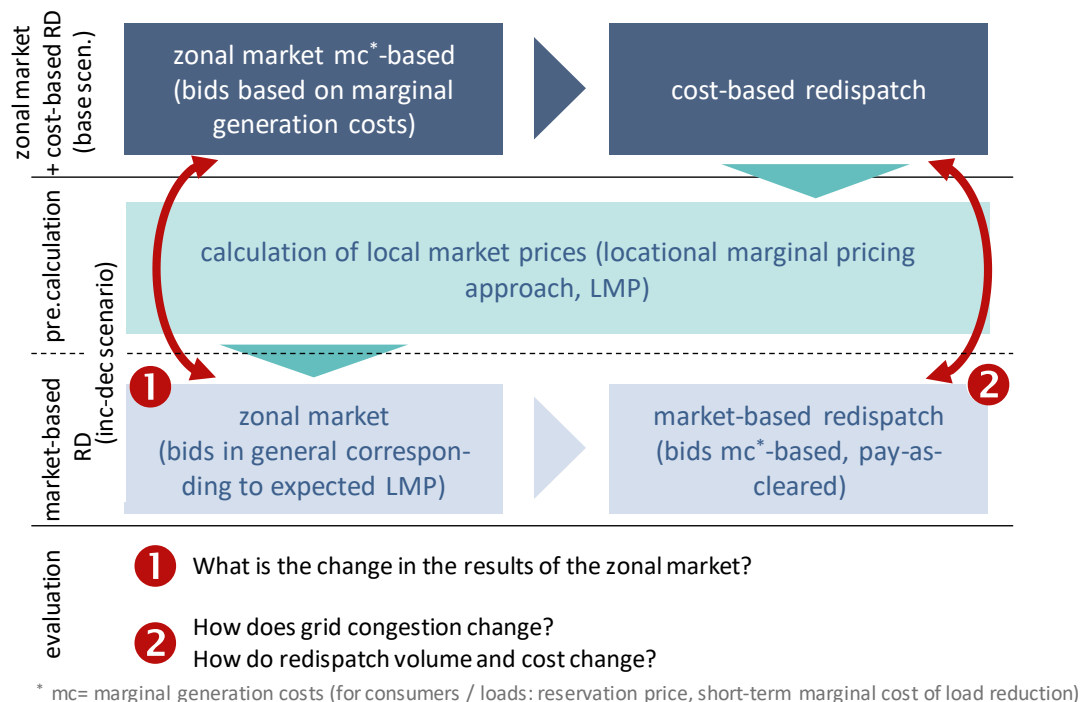 zonal market
+ cost-based RD
(base scen.)
zonal market mc*-based
(bids based on marginal
generation costs)
cost-based redispatch
pre.calculation
calculation of local market prices (locational marginal pricing
approach, LMP)
market-based
RD
(inc-dec scenario)
1
zonal market
(bids in general correspon-
ding to expected LMP)
market-based redispatch
(bids mc*-based, pay-as-
cleared)
2
evaluation
1 What is the change in the results of the zonal market?
2
How does grid congestion change?
How do redispatch volume and cost change?
* mc= marginal generation costs (for consumers / loads: reservation price, short-term marginal cost of load reduction)